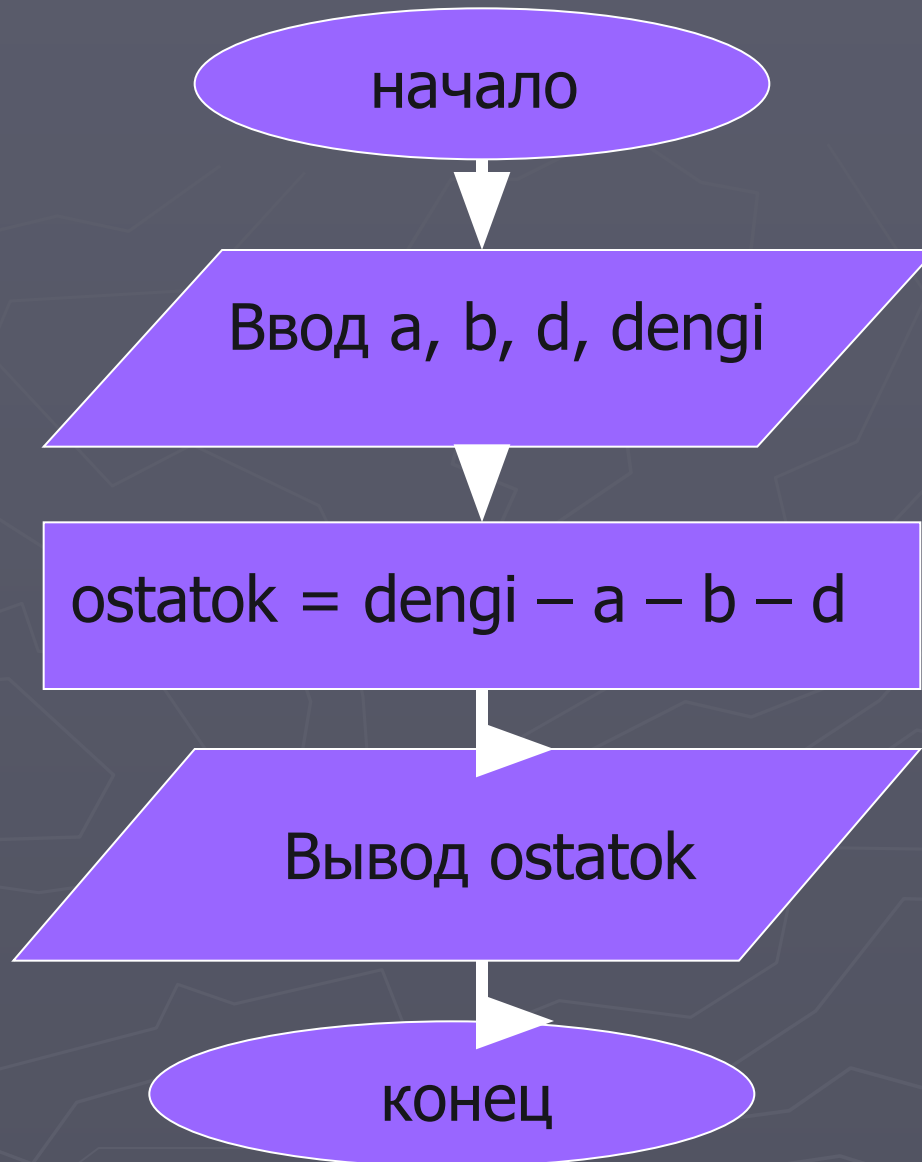 начало
Ввод a, b, d, dengi
ostatok = dengi – a – b – d
Вывод ostatok
конец